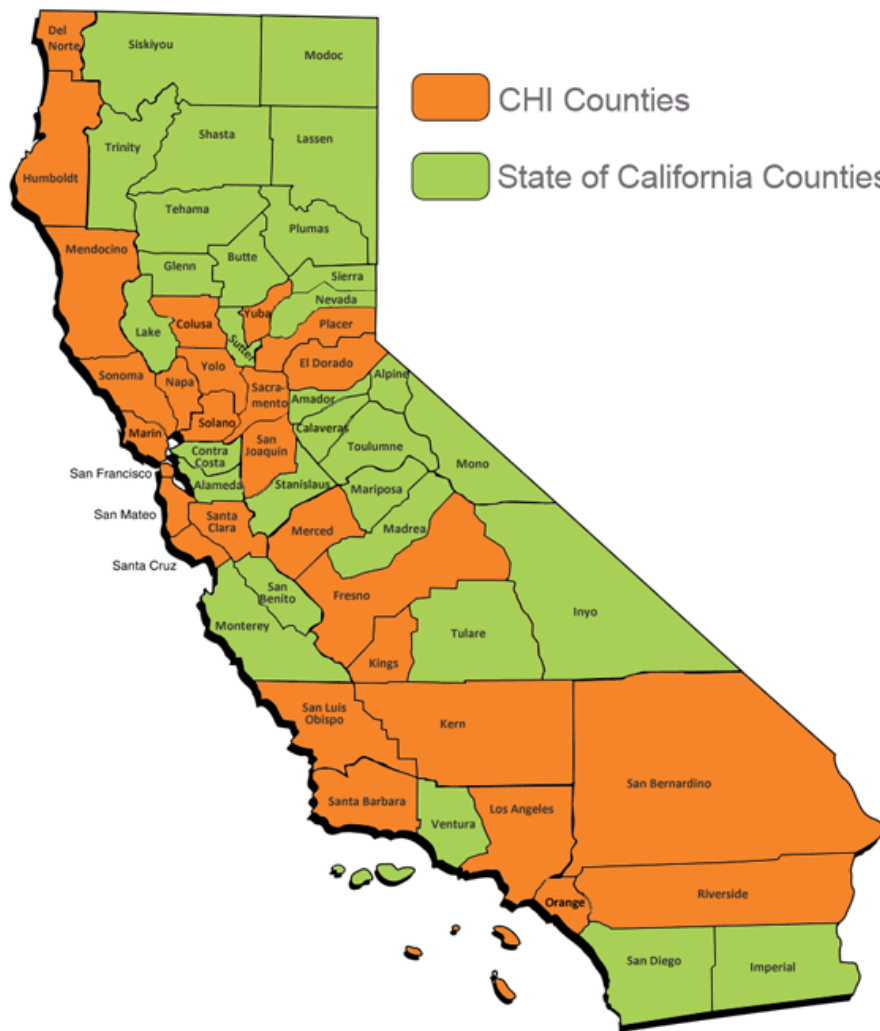 Del
Norte
Siskiyou
Modoc
CHI Counties
State of California Counties
Trinity
Shasta
Lassen
Humboldt
Tehama
Plumas
Mendocino
Glenn
Butte
Sierra
Nevada
Lake
Colusa
Yuba
Sutter
Placer
Sonoma
Napa
Yolo
El Dorado
Alpine
Sacra-
mento
Amador
Solano
Marin
Calaveras
San
Joaquin
Contra
Costa
Toulumne
Mono
San Francisco
Alameda
Stanislaus
Mariposa
San Mateo
Santa
Clara
Merced
Madrea
Santa Cruz
San
Benito
Fresno
Inyo
Monterey
Tulare
Kings
San Luis
Obispo
Kern
San Bernardino
Santa Barbara
Ventura
Los Angeles
Orange
Riverside
San Diego
Imperial